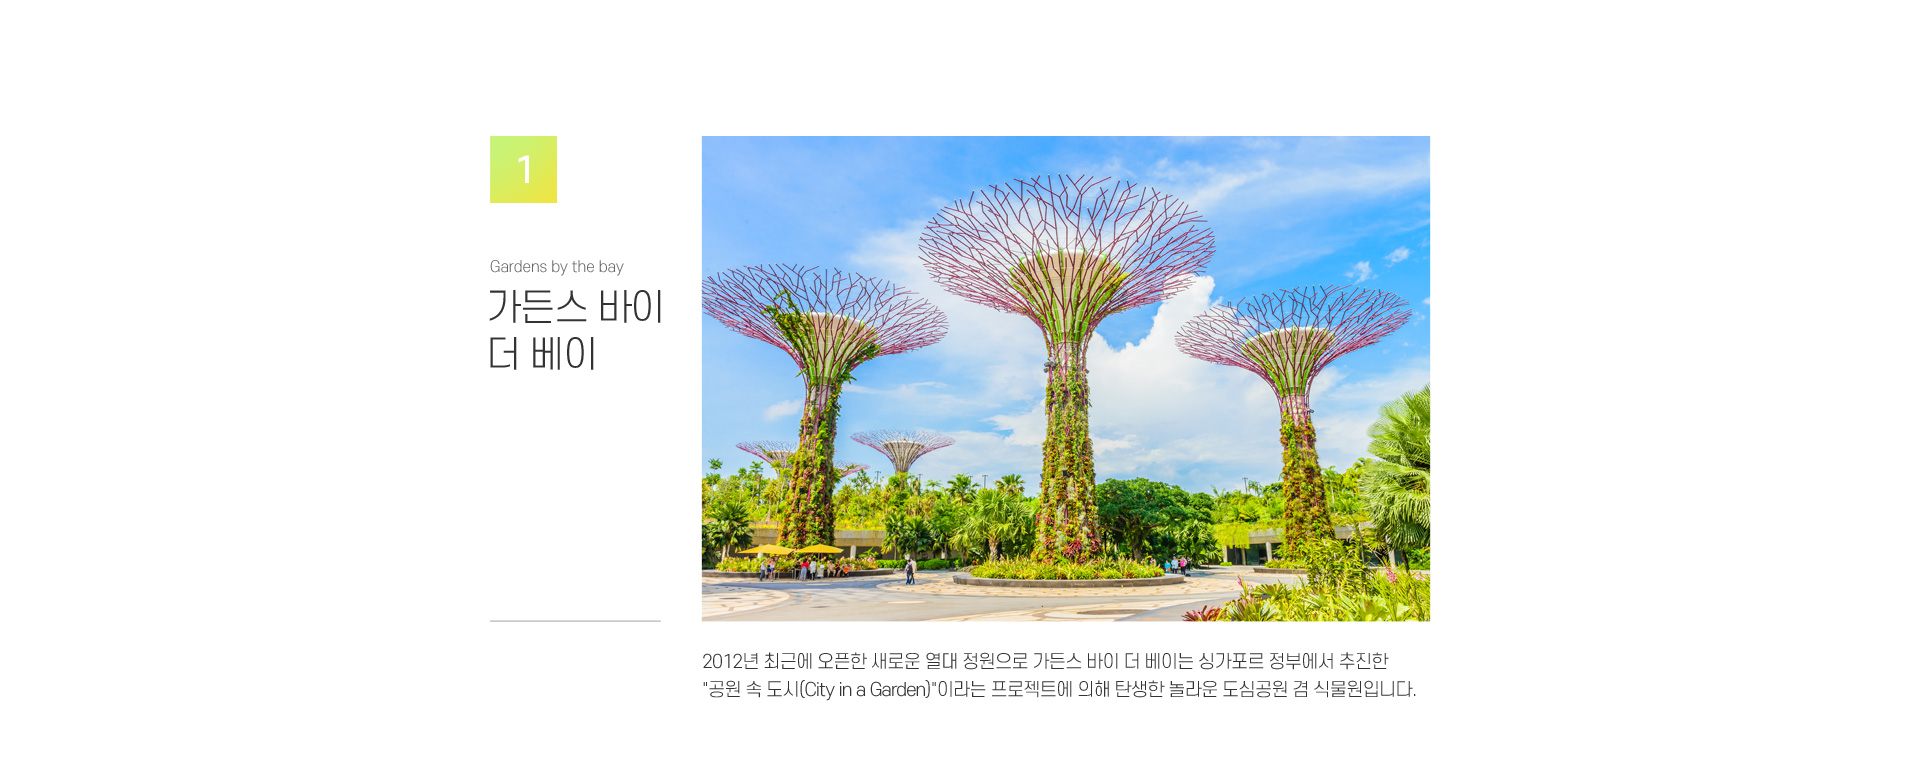 1
Gardens by the bay
가든스 바이
더 베이
2012년 최근에 오픈한 새로운 열대 정원으로 가든스 바이 더 베이는 싱가포르 정부에서 추진한
"공원 속 도시(City in a Garden)"이라는 프로젝트에 의해 탄생한 놀라운 도심공원 겸 식물원입니다.